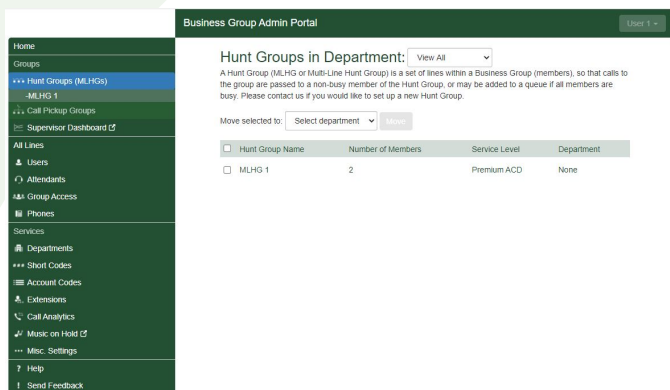 Business Group Admin Portal
User 1
Home
Groups
Hunt Groups (MLHGs)
-MLHG 1
Call Pickup Groups
Supervisor Dashboard
All Lines
Users
Attendants
Group Access
Phones
Services
Departments
Short Codes
Account Codes
Extensions
Call Analytics
Music on Hold
Misc. Settings
? Help
! Send Feedback
Hunt Groups in Department: View All
A Hunt Group (MLHG or Multi-Line Hunt Group) is a set of lines within a Business Group (members), so that calls to
the group are passed to a non-busy member of the Hunt Group, or may be added to a queue if all members are
busy. Please contact us if you would like to set up a new Hunt Group.
Move selected to: Select department Move
Hunt Group Name Number of Members Service Level Department
MLHG 1 2 Premium ACD None